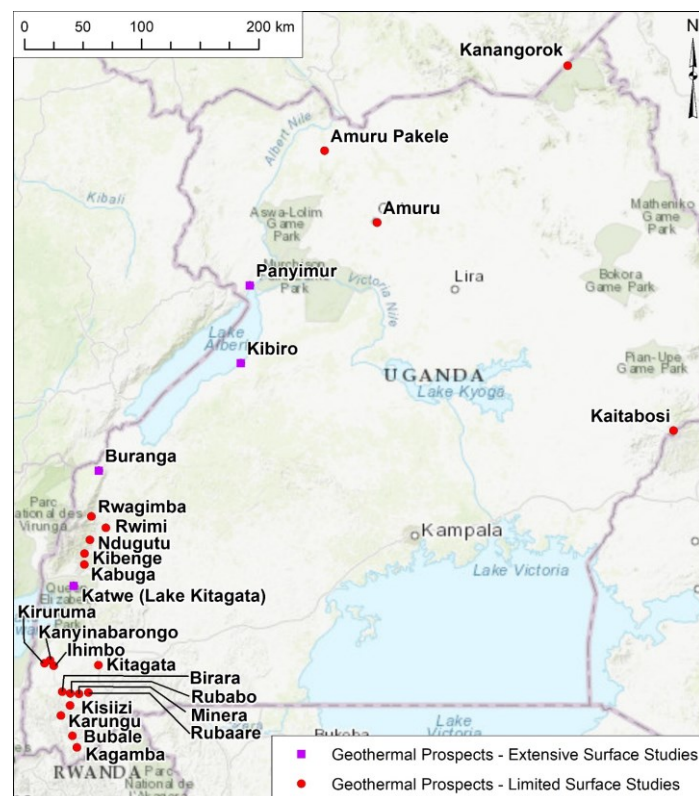 0 50 100 200 km
N
Kanangorok
Albert Nile
Amuru Pakele
Kibali
Aswa-Lolim
Game
Park
Amuru
Matheniko
Game Park
Panyimur
Park
Victoria Nile
Lira
Bokora
Game Park
Lake
Albert
Kibiro
Pian-Upe
Game Park
UGANDA
Lake Kyoga
Kaitabosi
Buranga
Parc
National des
Virunga
Rwagimba
Rwimi
Ndugutu
Kibenge
Kabuga
Kampala
Lake Victoria
Katwe (Lake Kitagata)
Queen
Elizabeth
Park
Kiruruma
Kanyinabarongo
Ihimbo
Kitagata
Birara
Rubabo
Minera
Rubaare
Kisiizi
Karungu
Bubale
Kagamba
Bukoba
Lake
Victoria
RWANDA
Parc
National de
l'Akagera
Geothermal Prospects - Extensive Surface Studies
Geothermal Prospects - Limited Surface Studies